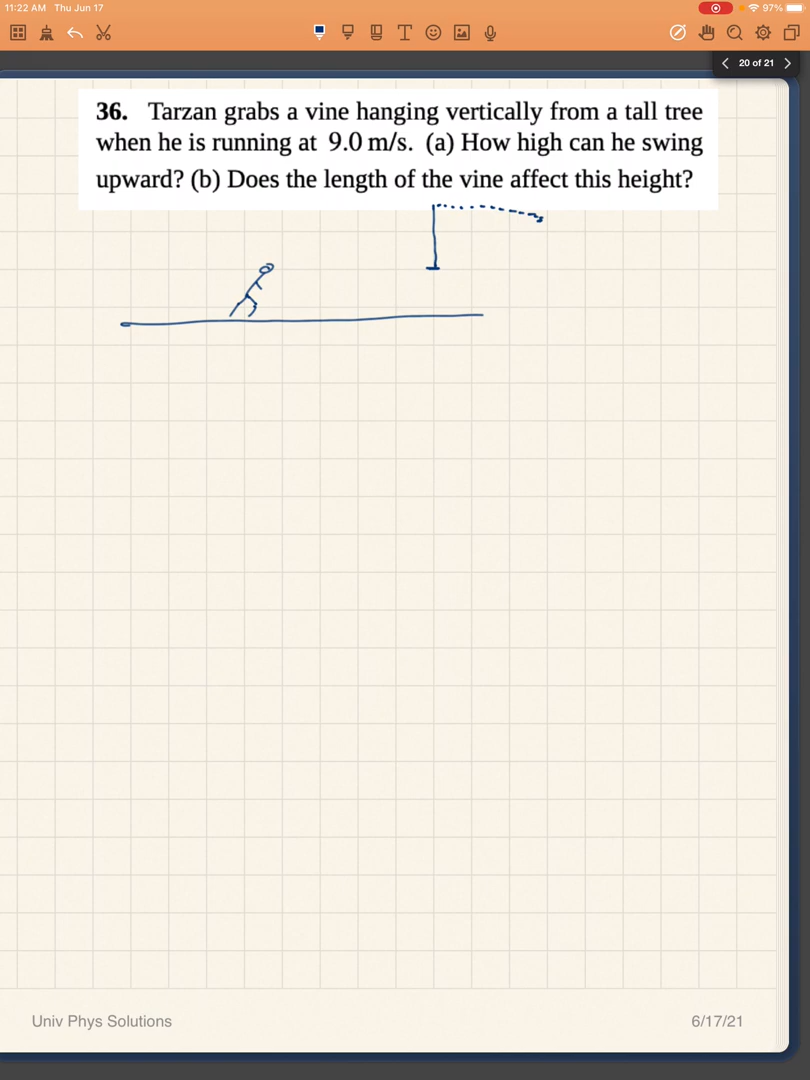 11:22 AM Thu Jun 17
97%
20 of 21
36. Tarzan grabs a vine hanging vertically from a tall tree
when he is running at 9.0 m/s. (a) How high can he swing
upward? (b) Does the length of the vine affect this height?
Univ Phys Solutions
6/17/21